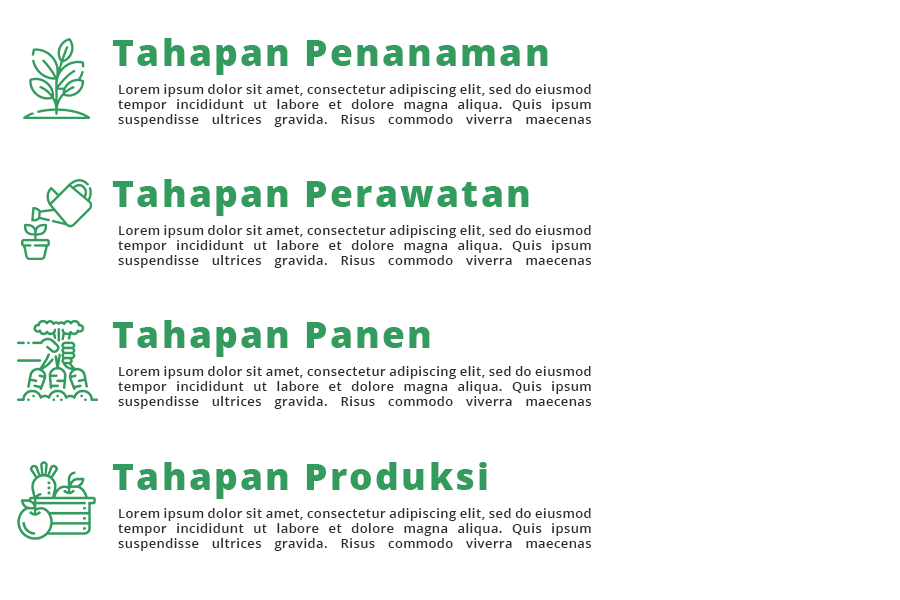 Tahapan Penanaman
Lorem ipsum dolor sit amet, consectetur adipiscing elit, sed do eiusmod
tempor incididunt ut labore et dolore magna aliqua. Quis ipsum
suspendisse ultrices gravida. Risus commodo viverra maecenas
Tahapan Perawatan
Lorem ipsum dolor sit amet, consectetur adipiscing elit, sed do eiusmod
tempor incididunt ut labore et dolore magna aliqua. Quis ipsum
suspendisse ultrices gravida. Risus commodo viverra maecenas
Tahapan Panen
Lorem ipsum dolor sit amet, consectetur adipiscing elit, sed do eiusmod
tempor incididunt ut labore et dolore magna aliqua. Quis ipsum
suspendisse ultrices gravida. Risus commodo viverra maecenas
Tahapan Produksi
Lorem ipsum dolor sit amet, consectetur adipiscing elit, sed do eiusmod
tempor incididunt ut labore et dolore magna aliqua. Quis ipsum
suspendisse ultrices gravida. Risus commodo viverra maecenas